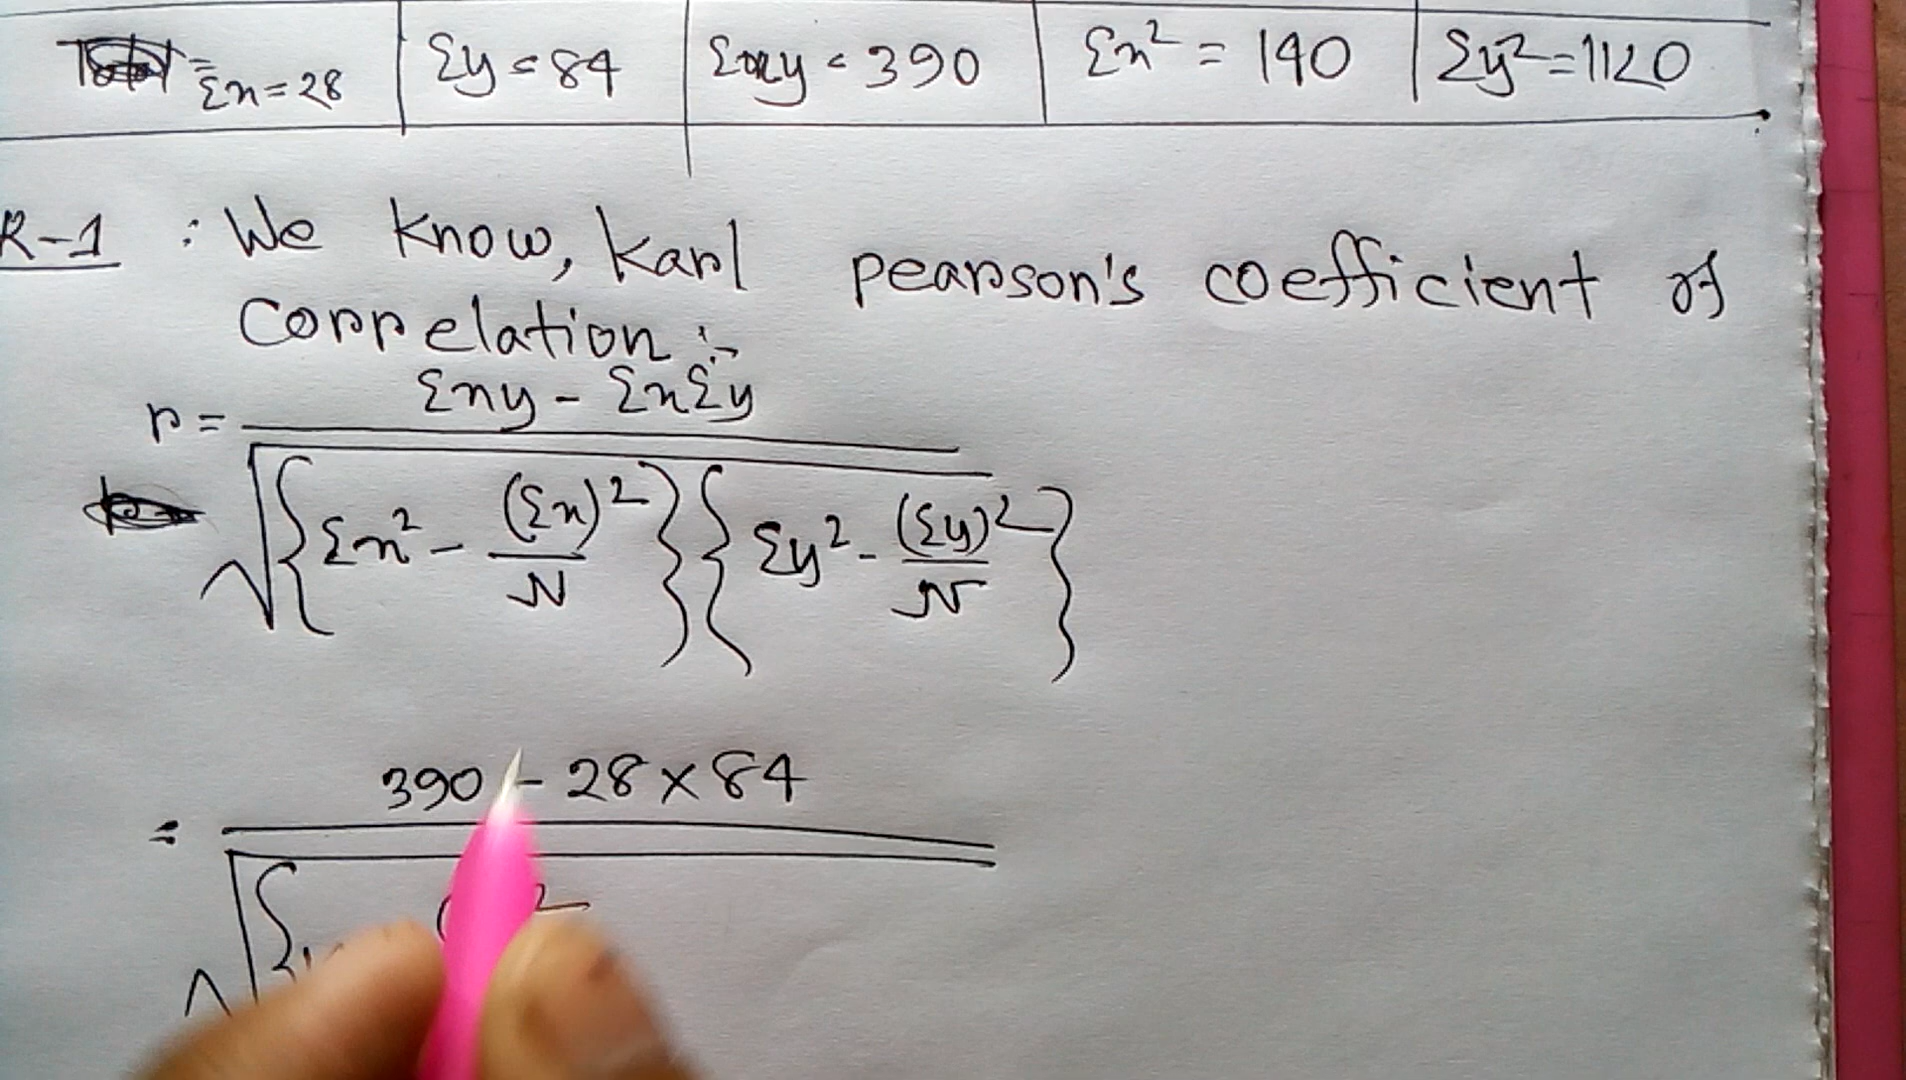 Σx=28 Σy=84 Σxy=390 Σx²=140 Σy²=1120
R-1 : We know, Karl pearson's coefficient of
Correlation :-
r = Σxy - ΣxΣy
√{Σx² - (Σx)²/N}{Σy² - (Σy)²/N}
= 390 - 28×84